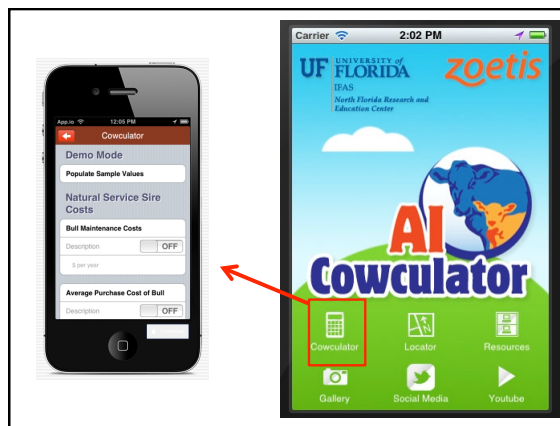 App.io 12:05 PM
Cowculator
Demo Mode
Populate Sample Values
Natural Service Sire
Costs
Bull Maintenance Costs
Description OFF
$ per year
Average Purchase Cost of Bull
Description OFF
Carrier 2:02 PM
UF UNIVERSITY of
FLORIDA
IFAS
North Florida Research and
Education Center
zoetis
AI
Cowculator
Cowculator Locator Resources
Gallery Social Media Youtube